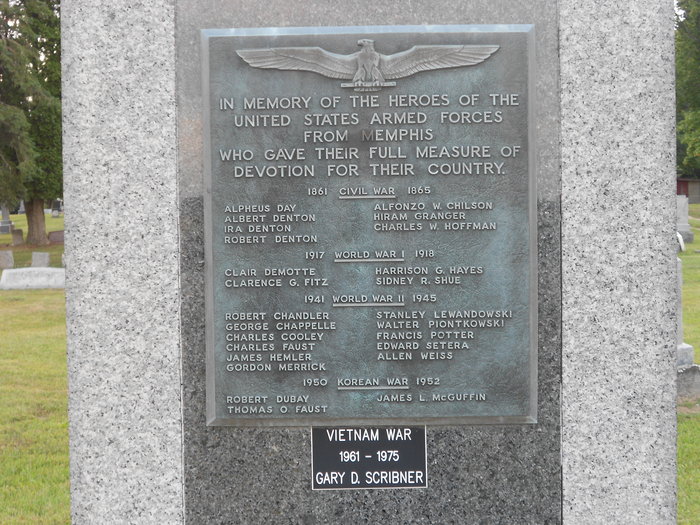 IN MEMORY OF THE HEROES OF THE
UNITED STATES ARMED FORCES
FROM MEMPHIS
WHO GAVE THEIR FULL MEASURE OF
DEVOTION FOR THEIR COUNTRY.
1861 CIVIL WAR 1865
ALPHEUS DAY ALFONZO W. CHILSON
ALBERT DENTON HIRAM GRANGER
IRA DENTON CHARLES W. HOFFMAN
ROBERT DENTON
1917 WORLD WAR I 1918
CLAIR DEMOTTE HARRISON G. HAYES
CLARENCE G. FITZ SIDNEY R. SHUE
1941 WORLD WAR II 1945
ROBERT CHANDLER STANLEY LEWANDOWSKI
GEORGE CHAPPELLE WALTER PIONTKOWSKI
CHARLES COOLEY FRANCIS POTTER
CHARLES FAUST EDWARD SETERA
JAMES HEMLER ALLEN WEISS
GORDON MERRICK
1950 KOREAN WAR 1952
ROBERT DUBAY JAMES L. McGUFFIN
THOMAS O. FAUST
VIETNAM WAR
1961 - 1975
GARY D. SCRIBNER